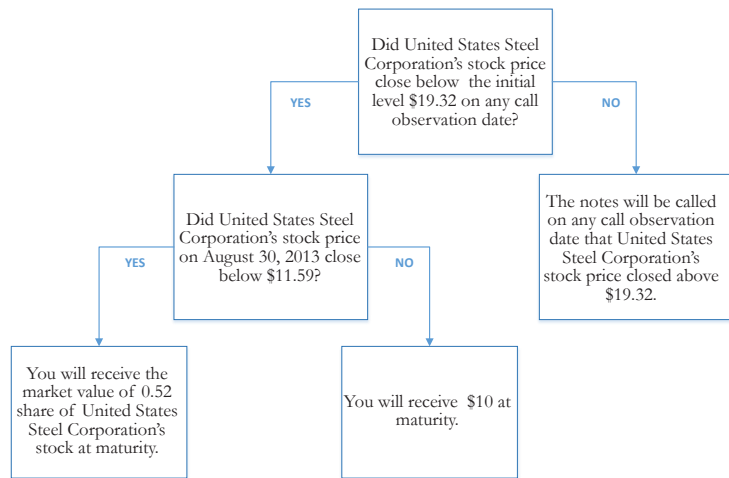 Did United States Steel
Corporation's stock price
close below the initial
level $19.32 on any call
observation date?
YES
NO
Did United States Steel
Corporation's stock price
on August 30, 2013 close
below $11.59?
The notes will be called
on any call observation
date that United States
Steel Corporation's
stock price closed above
$19.32.
YES
NO
You will receive the
market value of 0.52
share of United States
Steel Corporation's
stock at maturity.
You will receive $10 at
maturity.